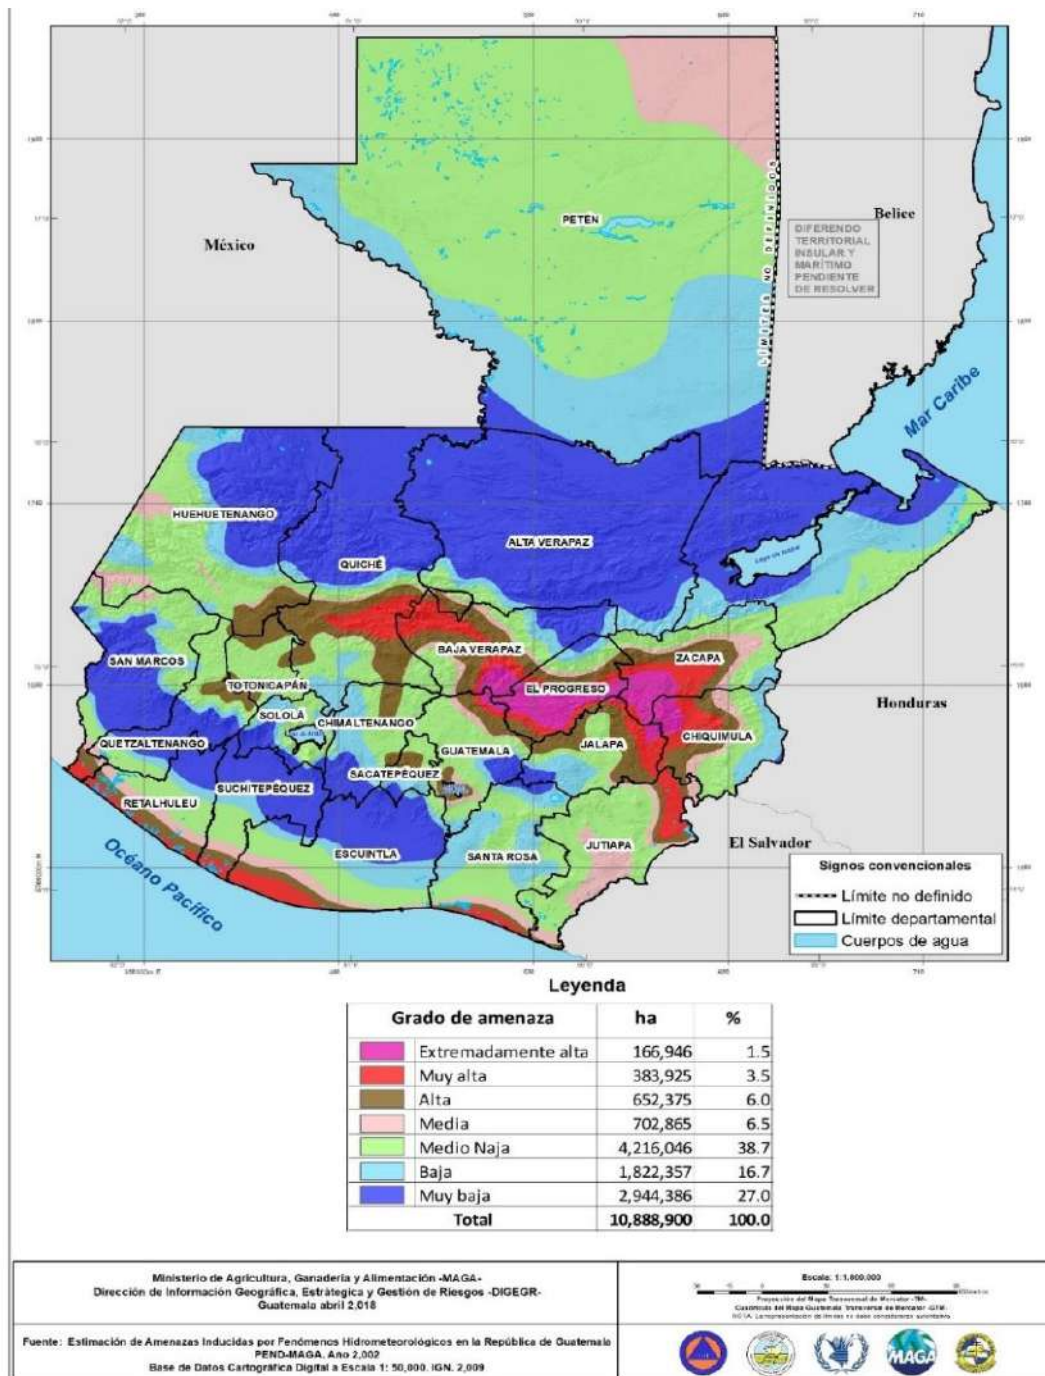 México
Belice
PETÉN
LÍMITES NO DEFINIDOS
DIFERENDO
TERRITORIAL
INSULAR Y
MARÍTIMO
PENDIENTE
DE RESOLVER
Mar Caribe
HUEHUETENANGO
QUICHÉ
ALTA VERAPAZ
BAJA VERAPAZ
ZACAPA
SAN MARCOS
TOTONICAPÁN
EL PROGRESO
SOLOLÁ
CHIMALTENANGO
Honduras
QUETZALTENANGO
GUATEMALA
JALAPA
CHIQUIMULA
SACATEPÉQUEZ
SUCHITEPÉQUEZ
RETALHULEU
ESCUINTLA
SANTA ROSA
JUTIAPA
El Salvador
Océano Pacífico
Signos convencionales
Límite no definido
Límite departamental
Cuerpos de agua
Leyenda
Grado de amenaza ha %
Extremadamente alta 166,946 1.5
Muy alta 383,925 3.5
Alta 652,375 6.0
Media 702,865 6.5
Medio Naja 4,216,046 38.7
Baja 1,822,357 16.7
Muy baja 2,944,386 27.0
Total 10,888,900 100.0
Ministerio de Agricultura, Ganadería y Alimentación -MAGA-
Dirección de Información Geográfica, Estrátegica y Gestión de Riesgos -DIGEGR-
Guatemala abril 2,018
Fuente: Estimación de Amenazas Inducidas por Fenómenos Hidrometeorológicos en la República de Guatemala
PEND-MAGA. Ano 2,002
Base de Datos Cartográfica Digital a Escala 1: 50,000. IGN. 2,009
Escala: 1:1,800,000
MAGA